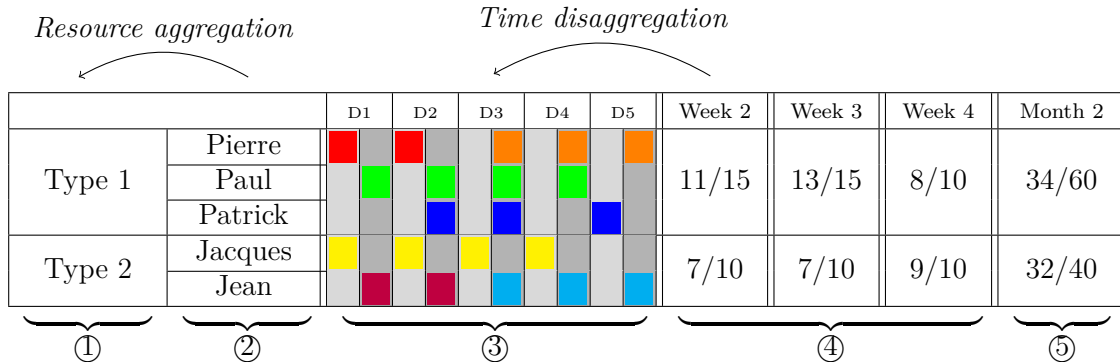 Resource aggregation
Time disaggregation
D1 D2 D3 D4 D5 Week 2 Week 3 Week 4 Month 2
Type 1 Pierre Paul Patrick 11/15 13/15 8/10 34/60
Type 2 Jacques Jean 7/10 7/10 9/10 32/40
① ② ③ ④ ⑤